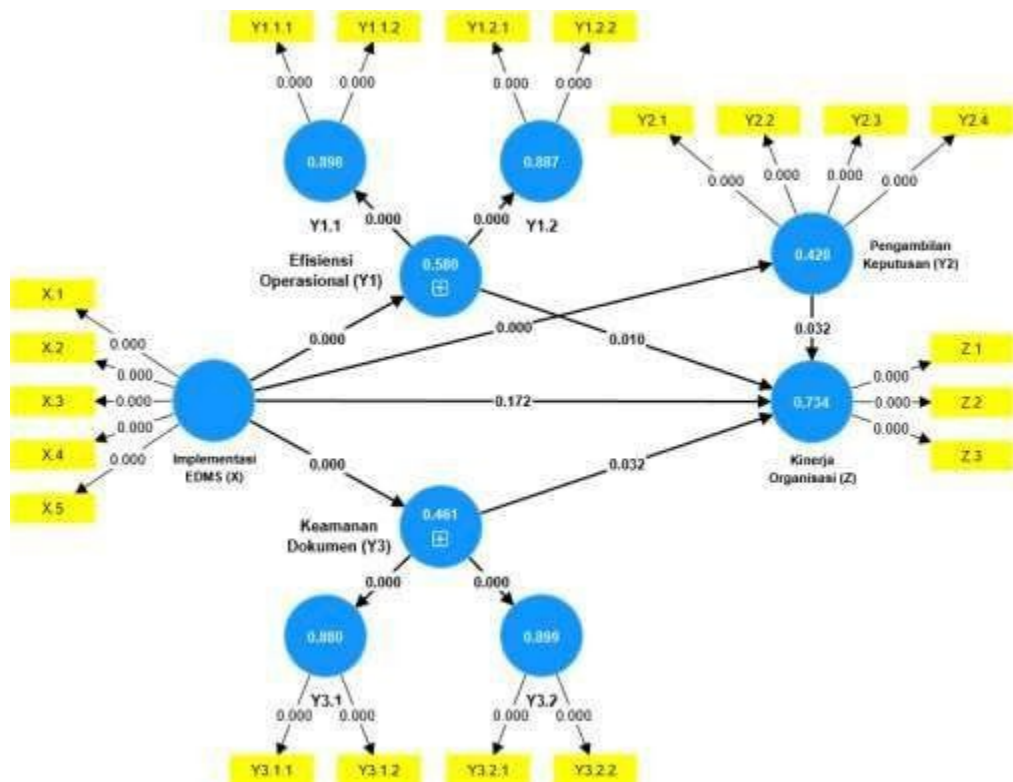 Y1.1.1
Y1.1.2
Y1.2.1
Y1.2.2
0.000
0.000
0.000
0.000
Y2.1
Y2.2
Y2.3
Y2.4
0.000
0.000
0.000
0.000
0.898
0.887
Y1.1
Y1.2
0.000
0.000
Efisiensi
Operasional (Y1)
0.580
0.420
Pengambilan
Keputusan (Y2)
X.1
X.2
X.3
X.4
X.5
0.000
0.000
0.000
0.000
0.000
Implementasi
EDMS (X)
0.000
0.000
0.010
0.172
0.000
0.032
0.032
0.734
Kinerja
Organisasi (Z)
0.000
0.000
0.000
Z.1
Z.2
Z.3
Keamanan
Dokumen (Y3)
0.461
0.000
0.000
0.880
0.899
Y3.1
Y3.2
0.000
0.000
0.000
0.000
Y3.1.1
Y3.1.2
Y3.2.1
Y3.2.2